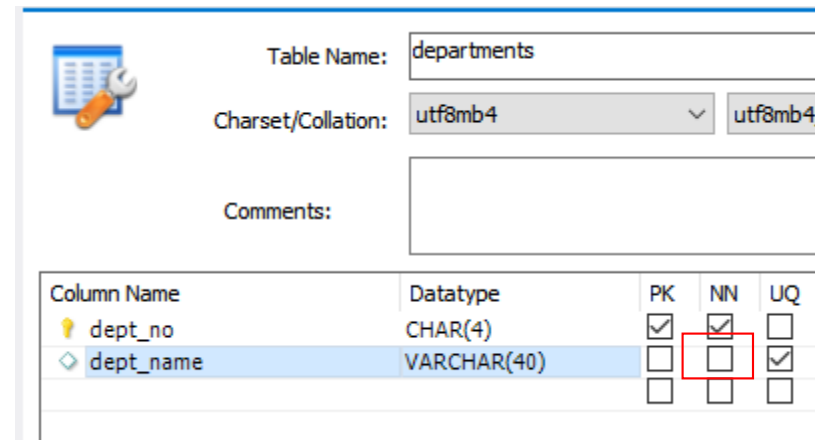 Table Name: departments
Charset/Collation: utf8mb4 utf8mb4
Comments:
Column Name Datatype PK NN UQ
dept_no CHAR(4)
dept_name VARCHAR(40)